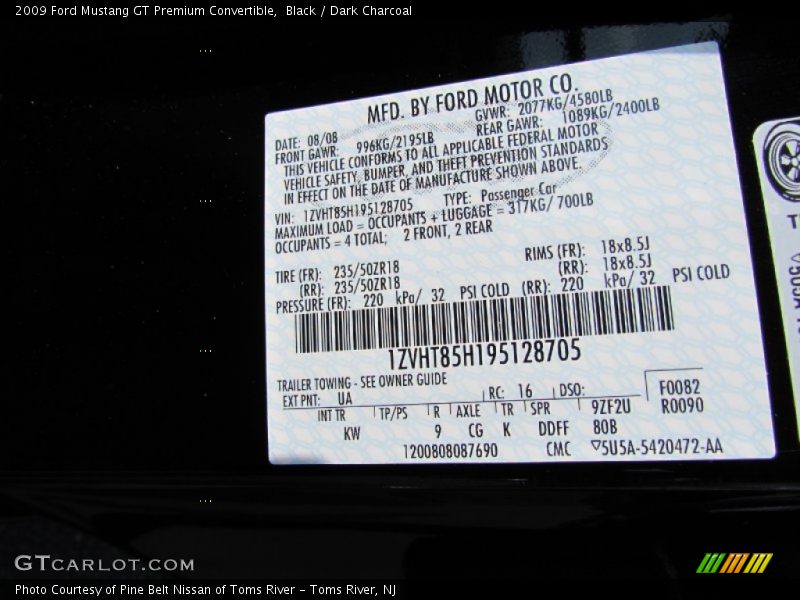 2009 Ford Mustang GT Premium Convertible,  Black / Dark Charcoal
MFD. BY FORD MOTOR CO.
DATE: 08/08 GVWR: 2077KG/4580LB
FRONT GAWR: 996KG/2195LB REAR GAWR: 1089KG/2400LB
THIS VEHICLE CONFORMS TO ALL APPLICABLE FEDERAL MOTOR
VEHICLE SAFETY, BUMPER, AND THEFT PREVENTION STANDARDS
IN EFFECT ON THE DATE OF MANUFACTURE SHOWN ABOVE.
VIN: 1ZVHT85H195128705 TYPE: Passenger Car
MAXIMUM LOAD = OCCUPANTS + LUGGAGE = 317KG/ 700LB
OCCUPANTS = 4 TOTAL; 2 FRONT, 2 REAR
TIRE (FR): 235/50ZR18 RIMS (FR): 18x8.5J
(RR): 235/50ZR18 (RR): 18x8.5J
PRESSURE (FR): 220 kPa/ 32 PSI COLD (RR): 220 kPa/ 32 PSI COLD
1ZVHT85H195128705
TRAILER TOWING - SEE OWNER GUIDE
EXT PNT: UA RC: 16 DSO: F0082
INT TR TP/PS R AXLE TR SPR 9ZF2U R0090
KW 9 CG K DDFF 80B
1200808087690 CMC ▽5U5A-5420472-AA
GTCARLOT.COM
Photo Courtesy of Pine Belt Nissan of Toms River – Toms River, NJ